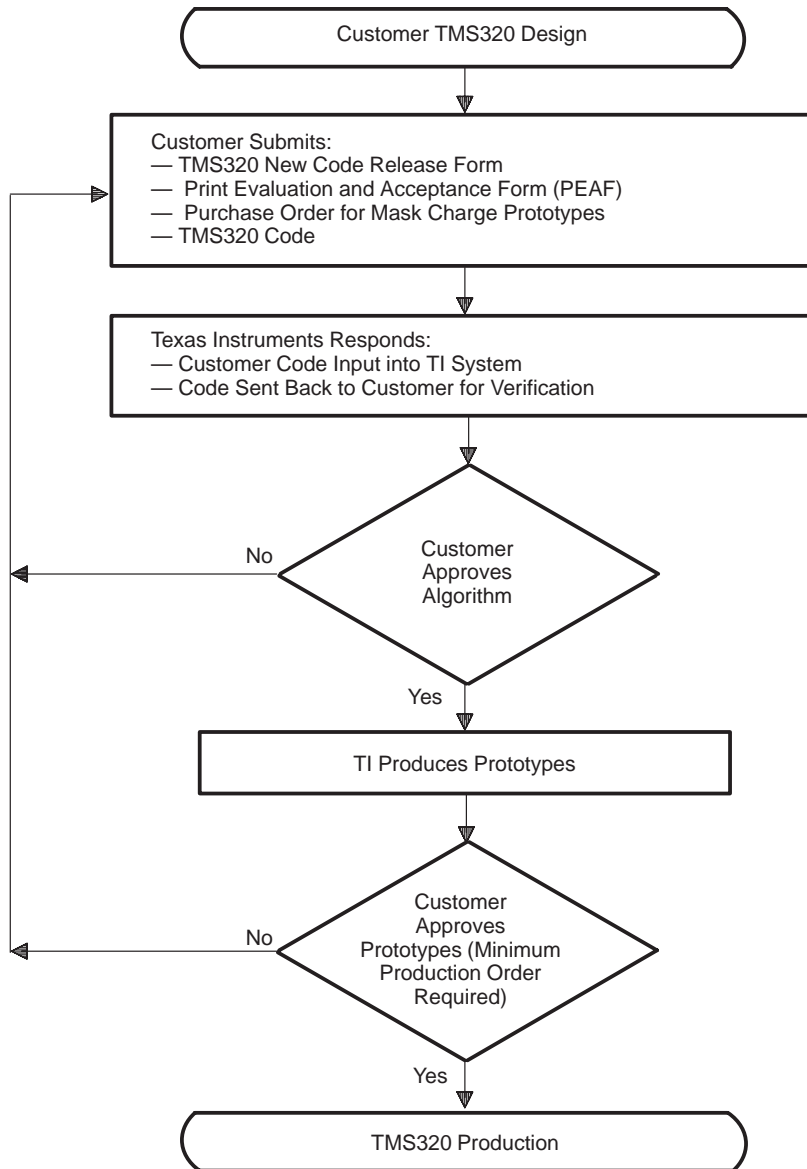 Customer TMS320 Design
Customer Submits:
— TMS320 New Code Release Form
— Print Evaluation and Acceptance Form (PEAF)
— Purchase Order for Mask Charge Prototypes
— TMS320 Code
Texas Instruments Responds:
— Customer Code Input into TI System
— Code Sent Back to Customer for Verification
No
Customer
Approves
Algorithm
Yes
TI Produces Prototypes
No
Customer
Approves
Prototypes (Minimum
Production Order
Required)
Yes
TMS320 Production